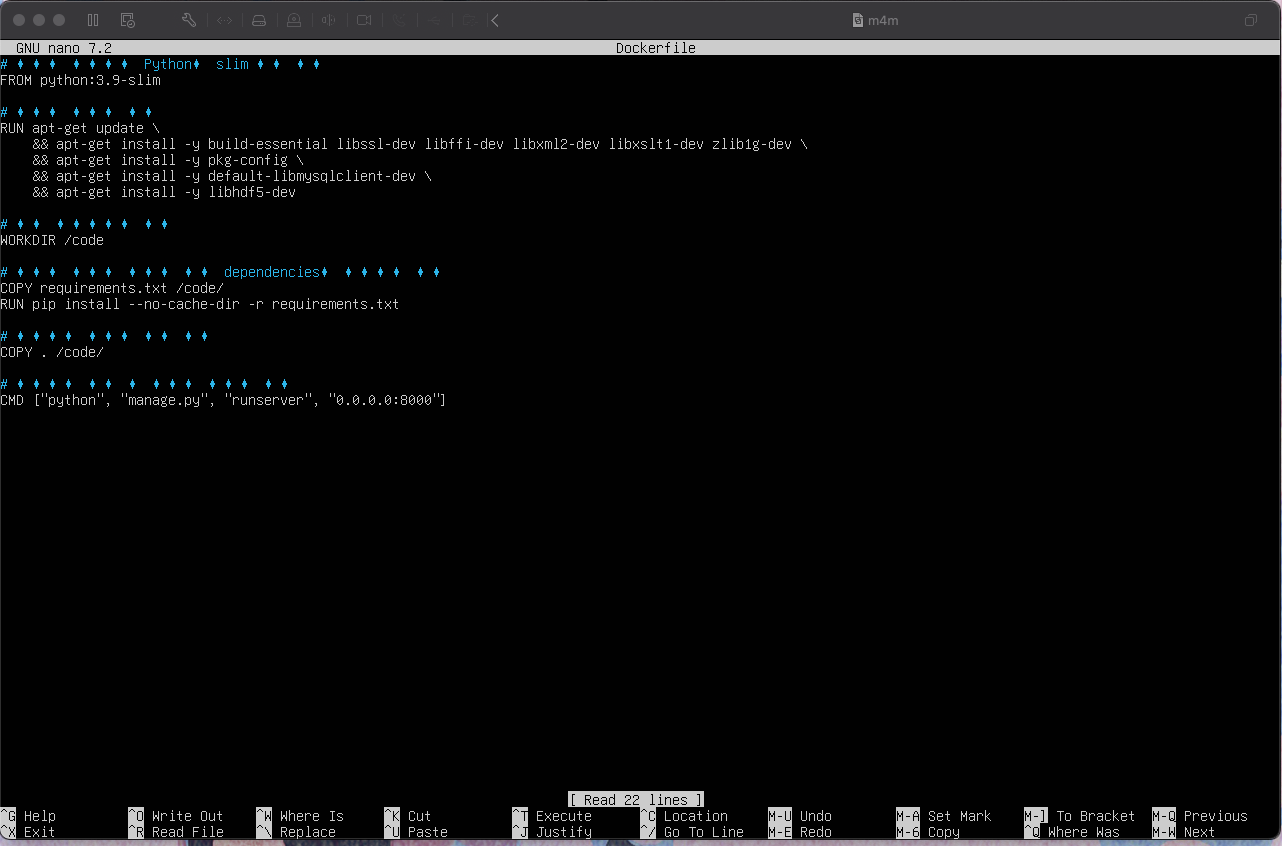 m4m
GNU nano 7.2 Dockerfile
# ♦ ♦ ♦ ♦ ♦ ♦ ♦ Python♦ slim ♦ ♦ ♦ ♦
FROM python:3.9-slim
# ♦ ♦ ♦ ♦ ♦ ♦ ♦ ♦
RUN apt-get update \
&& apt-get install -y build-essential libssl-dev libffi-dev libxml2-dev libxslt1-dev zlib1g-dev \
&& apt-get install -y pkg-config \
&& apt-get install -y default-libmysqlclient-dev \
&& apt-get install -y libhdf5-dev
# ♦ ♦ ♦ ♦ ♦ ♦ ♦ ♦ ♦
WORKDIR /code
# ♦ ♦ ♦ ♦ ♦ ♦ ♦ ♦ ♦ ♦ ♦ dependencies♦ ♦ ♦ ♦ ♦ ♦ ♦
COPY requirements.txt /code/
RUN pip install --no-cache-dir -r requirements.txt
# ♦ ♦ ♦ ♦ ♦ ♦ ♦ ♦ ♦ ♦ ♦
COPY . /code/
# ♦ ♦ ♦ ♦ ♦ ♦ ♦ ♦ ♦ ♦ ♦ ♦ ♦ ♦ ♦
CMD ["python", "manage.py", "runserver", "0.0.0.0:8000"]
[ Read 22 lines ]
^G Help ^O Write Out ^W Where Is ^K Cut ^T Execute ^C Location M-U Undo M-A Set Mark M-] To Bracket M-Q Previous
^X Exit ^R Read File ^\ Replace ^U Paste ^J Justify ^/ Go To Line M-E Redo M-6 Copy ^Q Where Was M-W Next